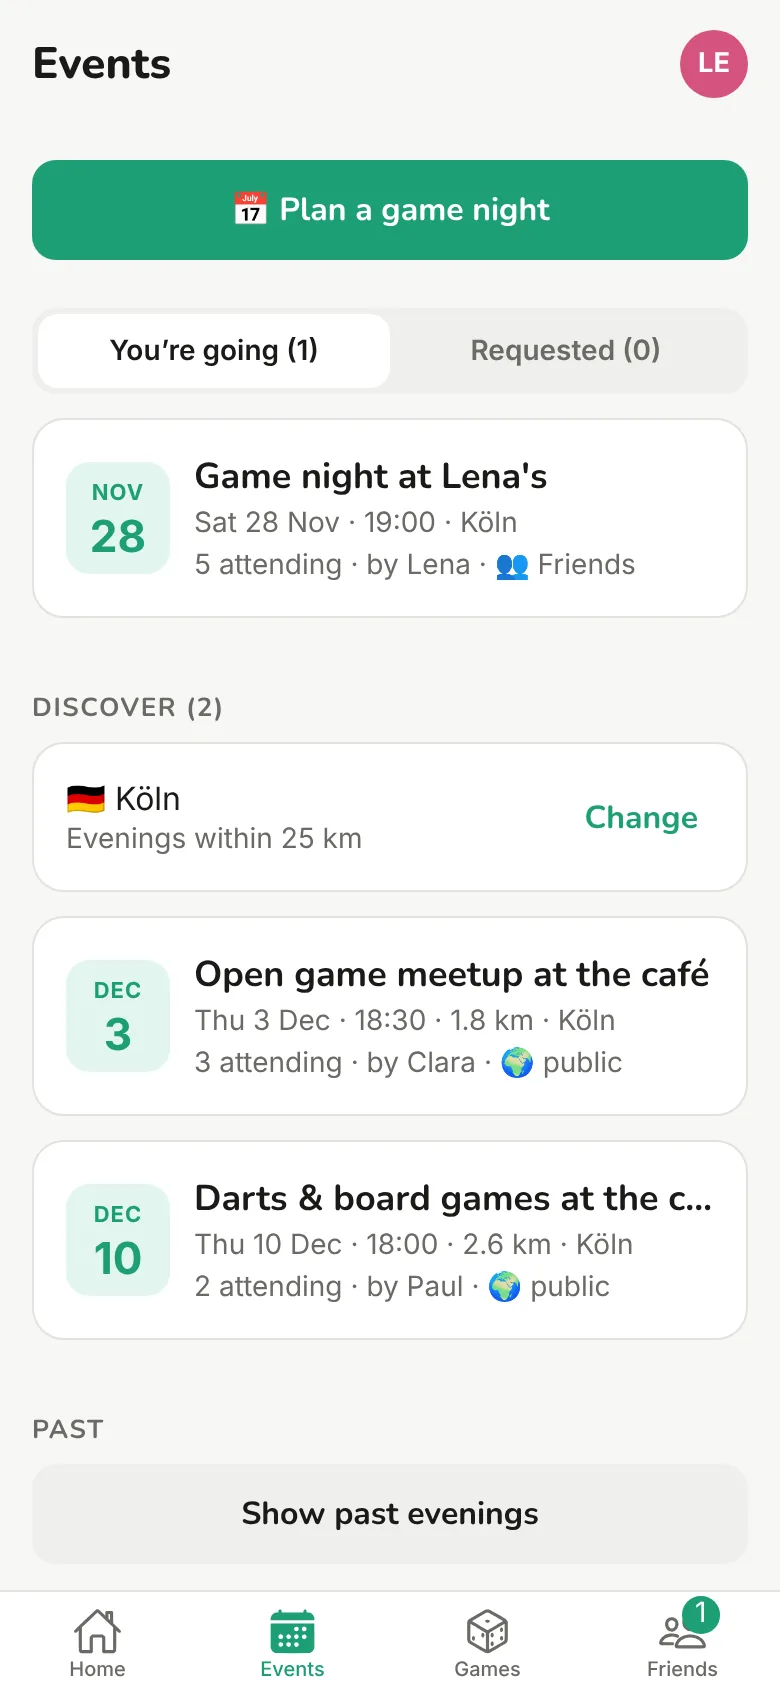 Events
LE
July
17
Plan a game night
You're going (1)
Requested (0)
NOV
28
Game night at Lena's
Sat 28 Nov · 19:00 · Köln
5 attending · by Lena · 👥 Friends
DISCOVER (2)
🇩🇪 Köln
Evenings within 25 km
Change
DEC
3
Open game meetup at the café
Thu 3 Dec · 18:30 · 1.8 km · Köln
3 attending · by Clara · 🌍 public
DEC
10
Darts & board games at the c...
Thu 10 Dec · 18:00 · 2.6 km · Köln
2 attending · by Paul · 🌍 public
PAST
Show past evenings
1
Home
Events
Games
Friends